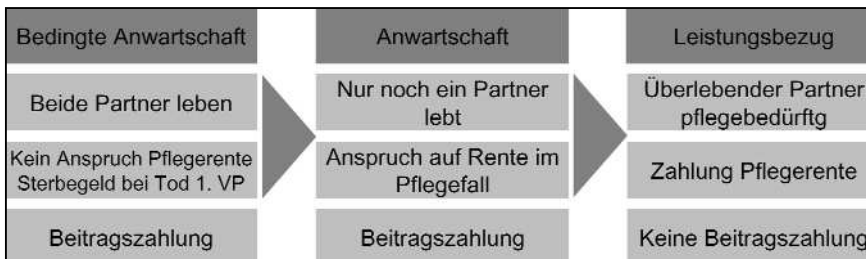 Bedingte Anwartschaft
Beide Partner leben
Kein Anspruch Pflegerente
Sterbegeld bei Tod 1. VP
Beitragszahlung
Anwartschaft
Nur noch ein Partner
lebt
Anspruch auf Rente im
Pflegefall
Beitragszahlung
Leistungsbezug
Überlebender Partner
pflegebedürftg
Zahlung Pflegerente
Keine Beitragszahlung